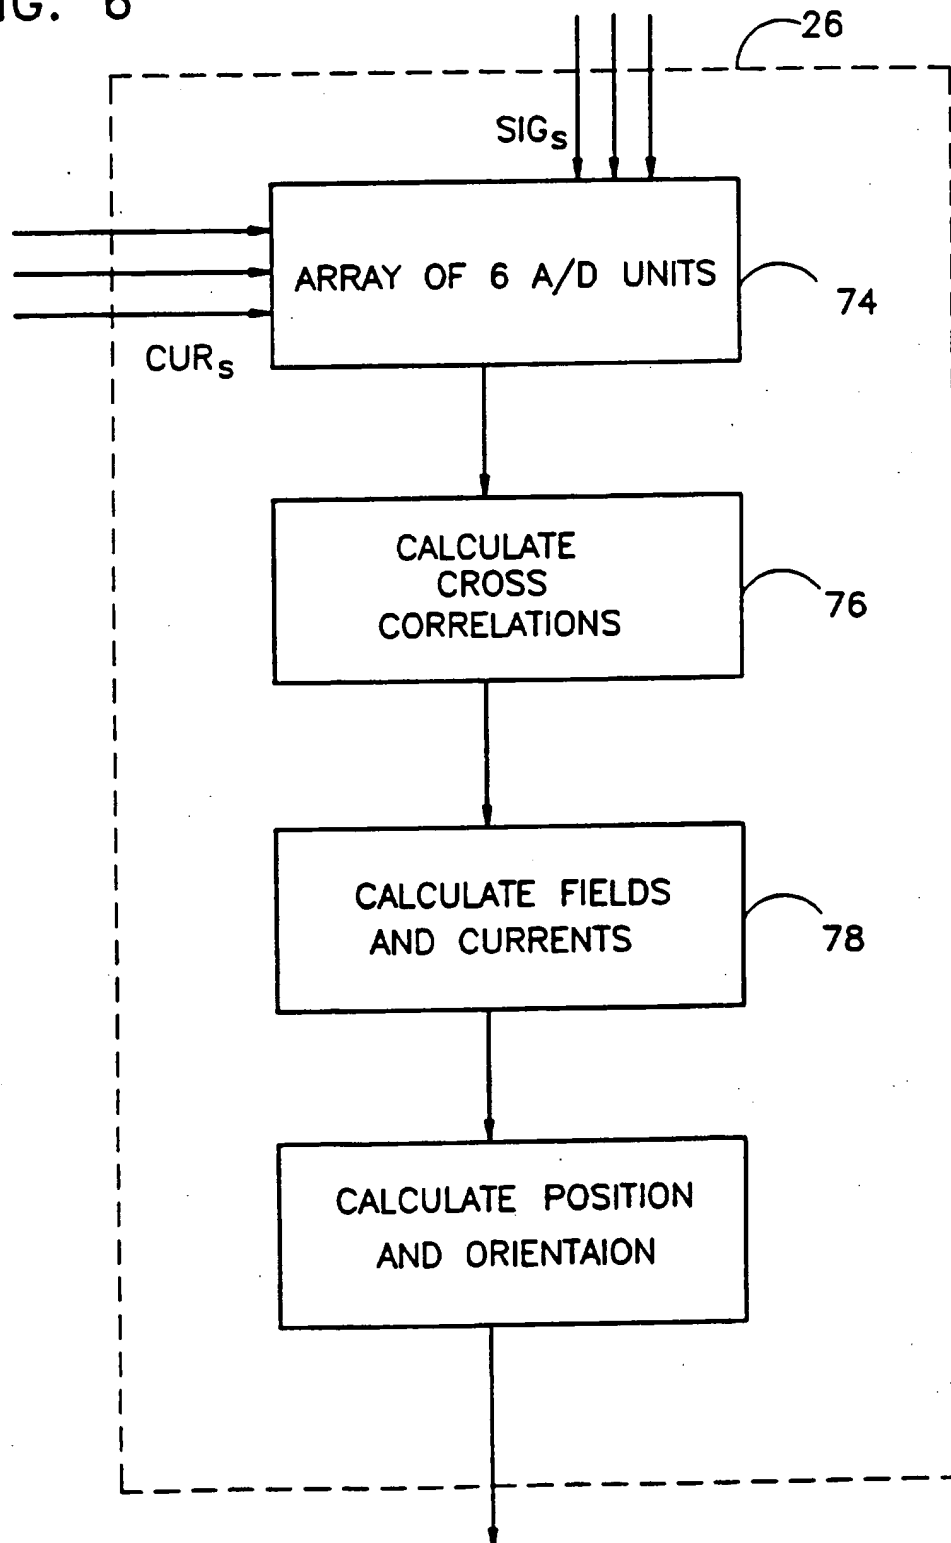 FIG. 6
26
SIGs
ARRAY OF 6 A/D UNITS
74
CURs
CALCULATE
CROSS
CORRELATIONS
76
CALCULATE FIELDS
AND CURRENTS
78
CALCULATE POSITION
AND ORIENTAION